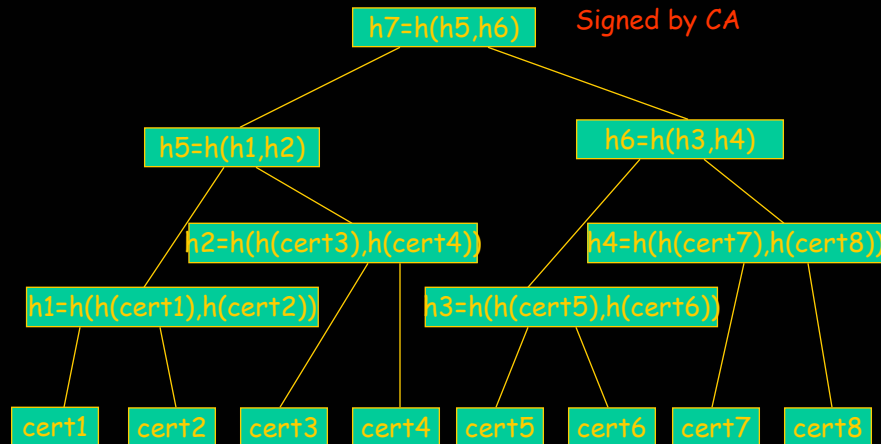 h7=h(h5,h6)
Signed by CA
h5=h(h1,h2)
h6=h(h3,h4)
h2=h(h(cert3),h(cert4))
h4=h(h(cert7),h(cert8))
h1=h(h(cert1),h(cert2))
h3=h(h(cert5),h(cert6))
cert1
cert2
cert3
cert4
cert5
cert6
cert7
cert8